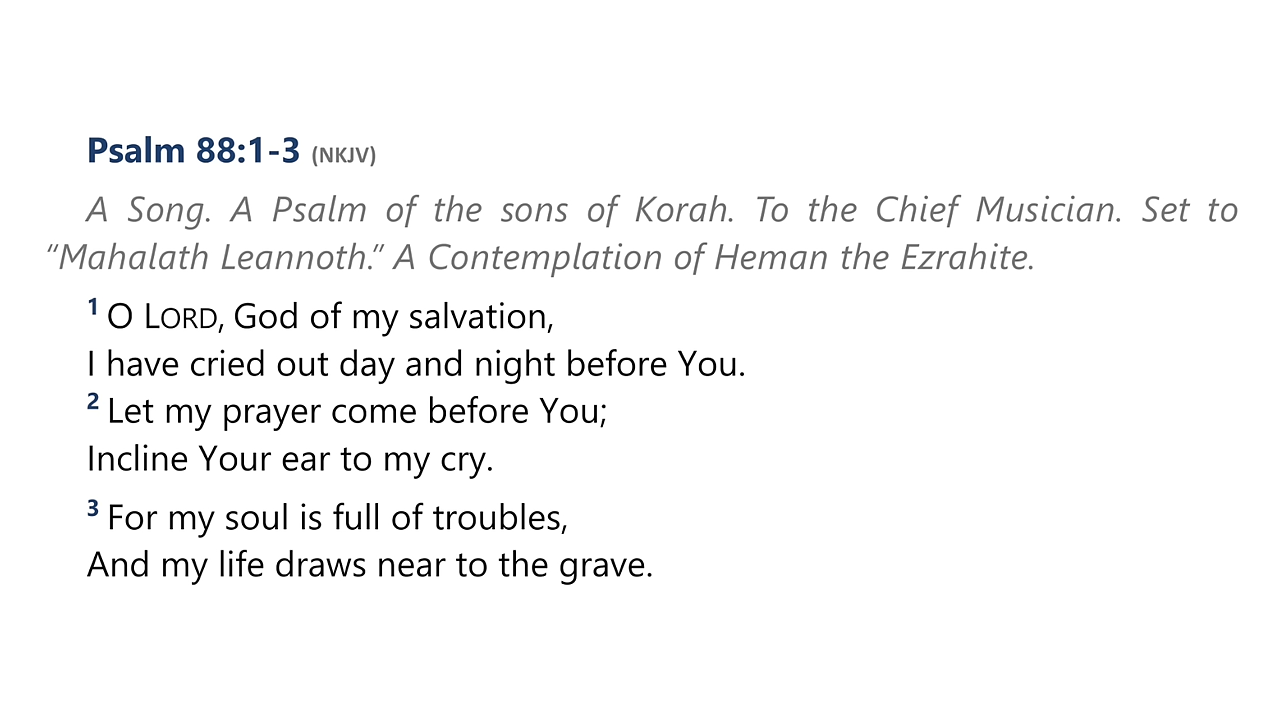 Psalm 88:1-3 (NKJV)
A Song. A Psalm of the sons of Korah. To the Chief Musician. Set to
“Mahalath Leannoth.” A Contemplation of Heman the Ezrahite.
1 O LORD, God of my salvation,
I have cried out day and night before You.
2 Let my prayer come before You;
Incline Your ear to my cry.
3 For my soul is full of troubles,
And my life draws near to the grave.